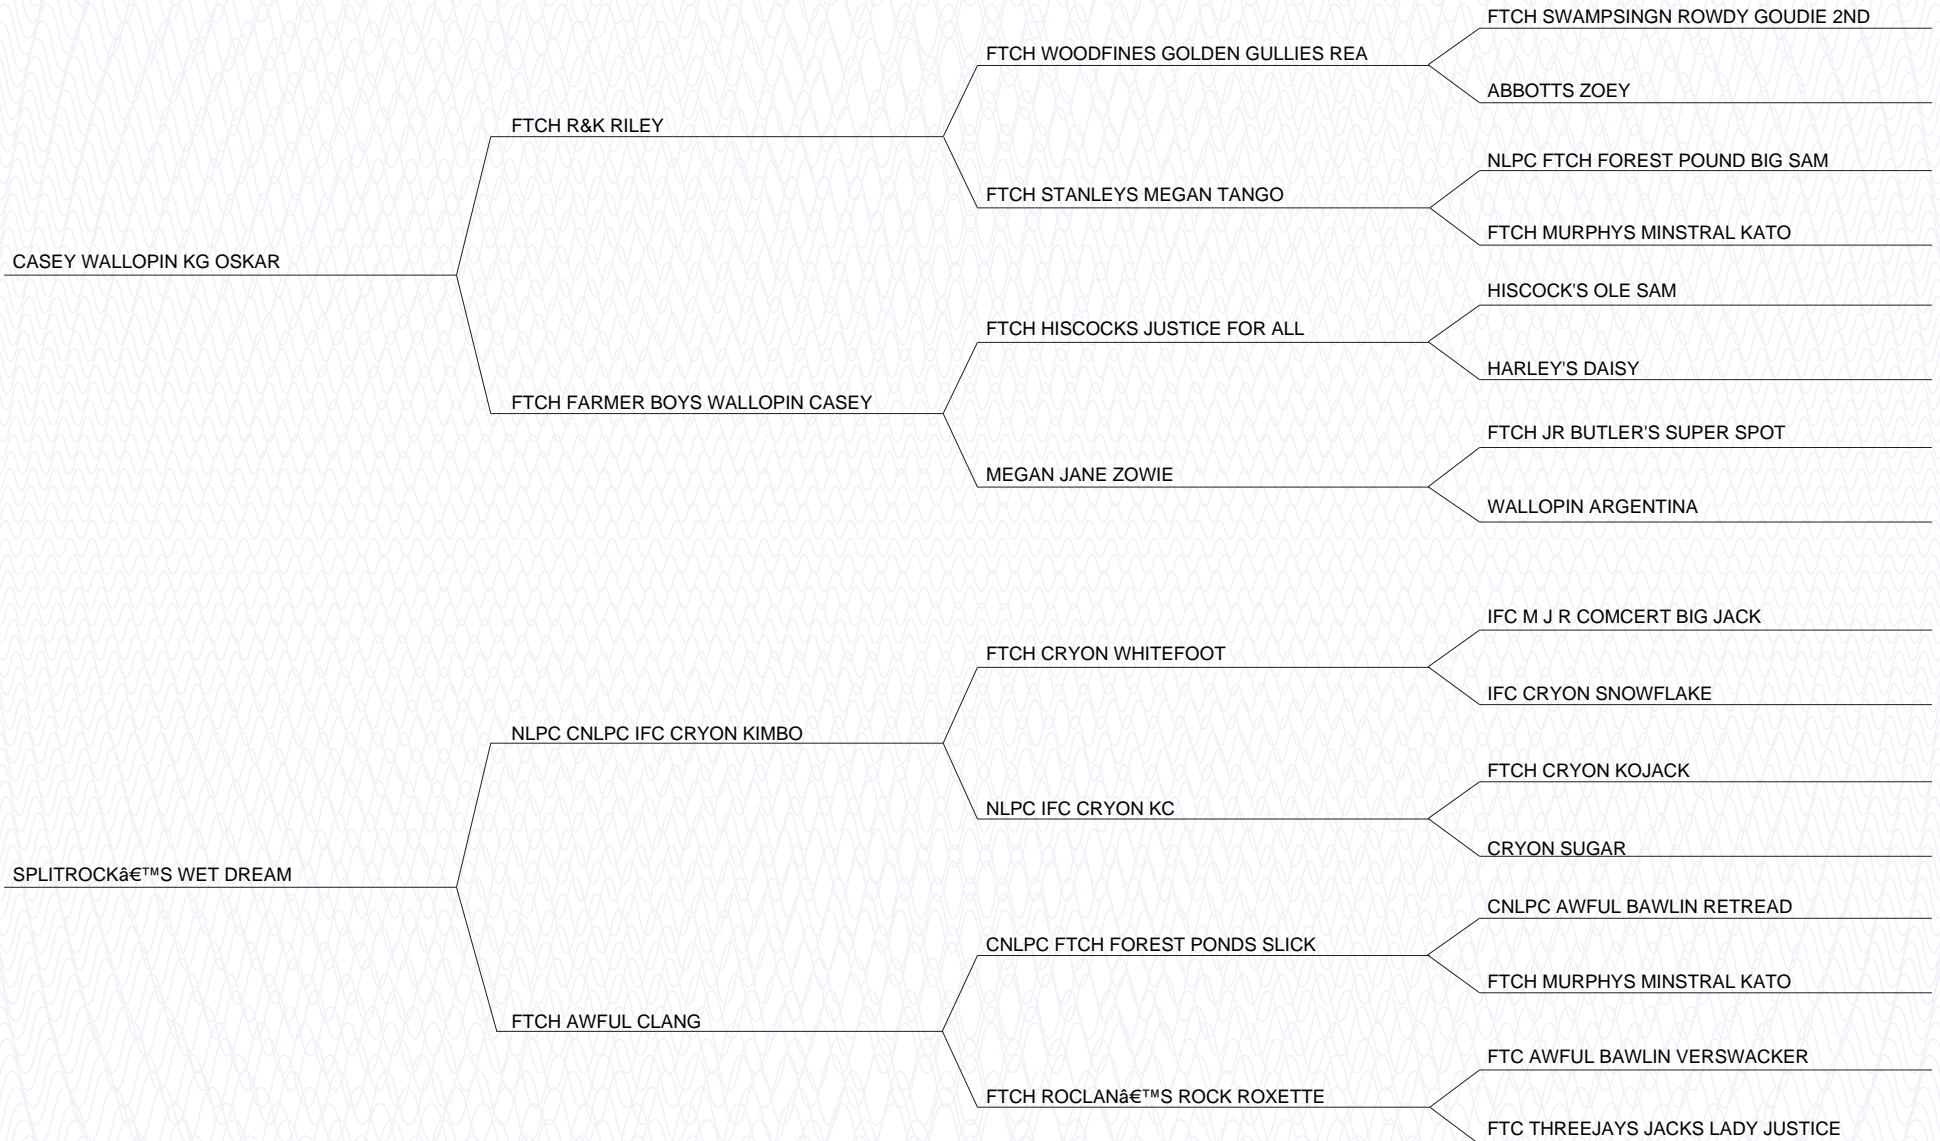 FTCH SWAMPSINGN ROWDY GOUDIE 2ND
FTCH WOODFINES GOLDEN GULLIES REA
ABBOTTS ZOEY
FTCH R&K RILEY
NLPC FTCH FOREST POUND BIG SAM
FTCH STANLEYS MEGAN TANGO
FTCH MURPHYS MINSTRAL KATO
CASEY WALLOPIN KG OSKAR
HISCOCK'S OLE SAM
FTCH HISCOCKS JUSTICE FOR ALL
HARLEY'S DAISY
FTCH FARMER BOYS WALLOPIN CASEY
FTCH JR BUTLER'S SUPER SPOT
MEGAN JANE ZOWIE
WALLOPIN ARGENTINA
IFC M J R COMCERT BIG JACK
FTCH CRYON WHITEFOOT
IFC CRYON SNOWFLAKE
NLPC CNLPC IFC CRYON KIMBO
FTCH CRYON KOJACK
NLPC IFC CRYON KC
CRYON SUGAR
SPLITROCKâ€™S WET DREAM
CNLPC AWFUL BAWLIN RETREAD
CNLPC FTCH FOREST PONDS SLICK
FTCH MURPHYS MINSTRAL KATO
FTCH AWFUL CLANG
FTC AWFUL BAWLIN VERSWACKER
FTCH ROCLANâ€™S ROCK ROXETTE
FTC THREEJAYS JACKS LADY JUSTICE